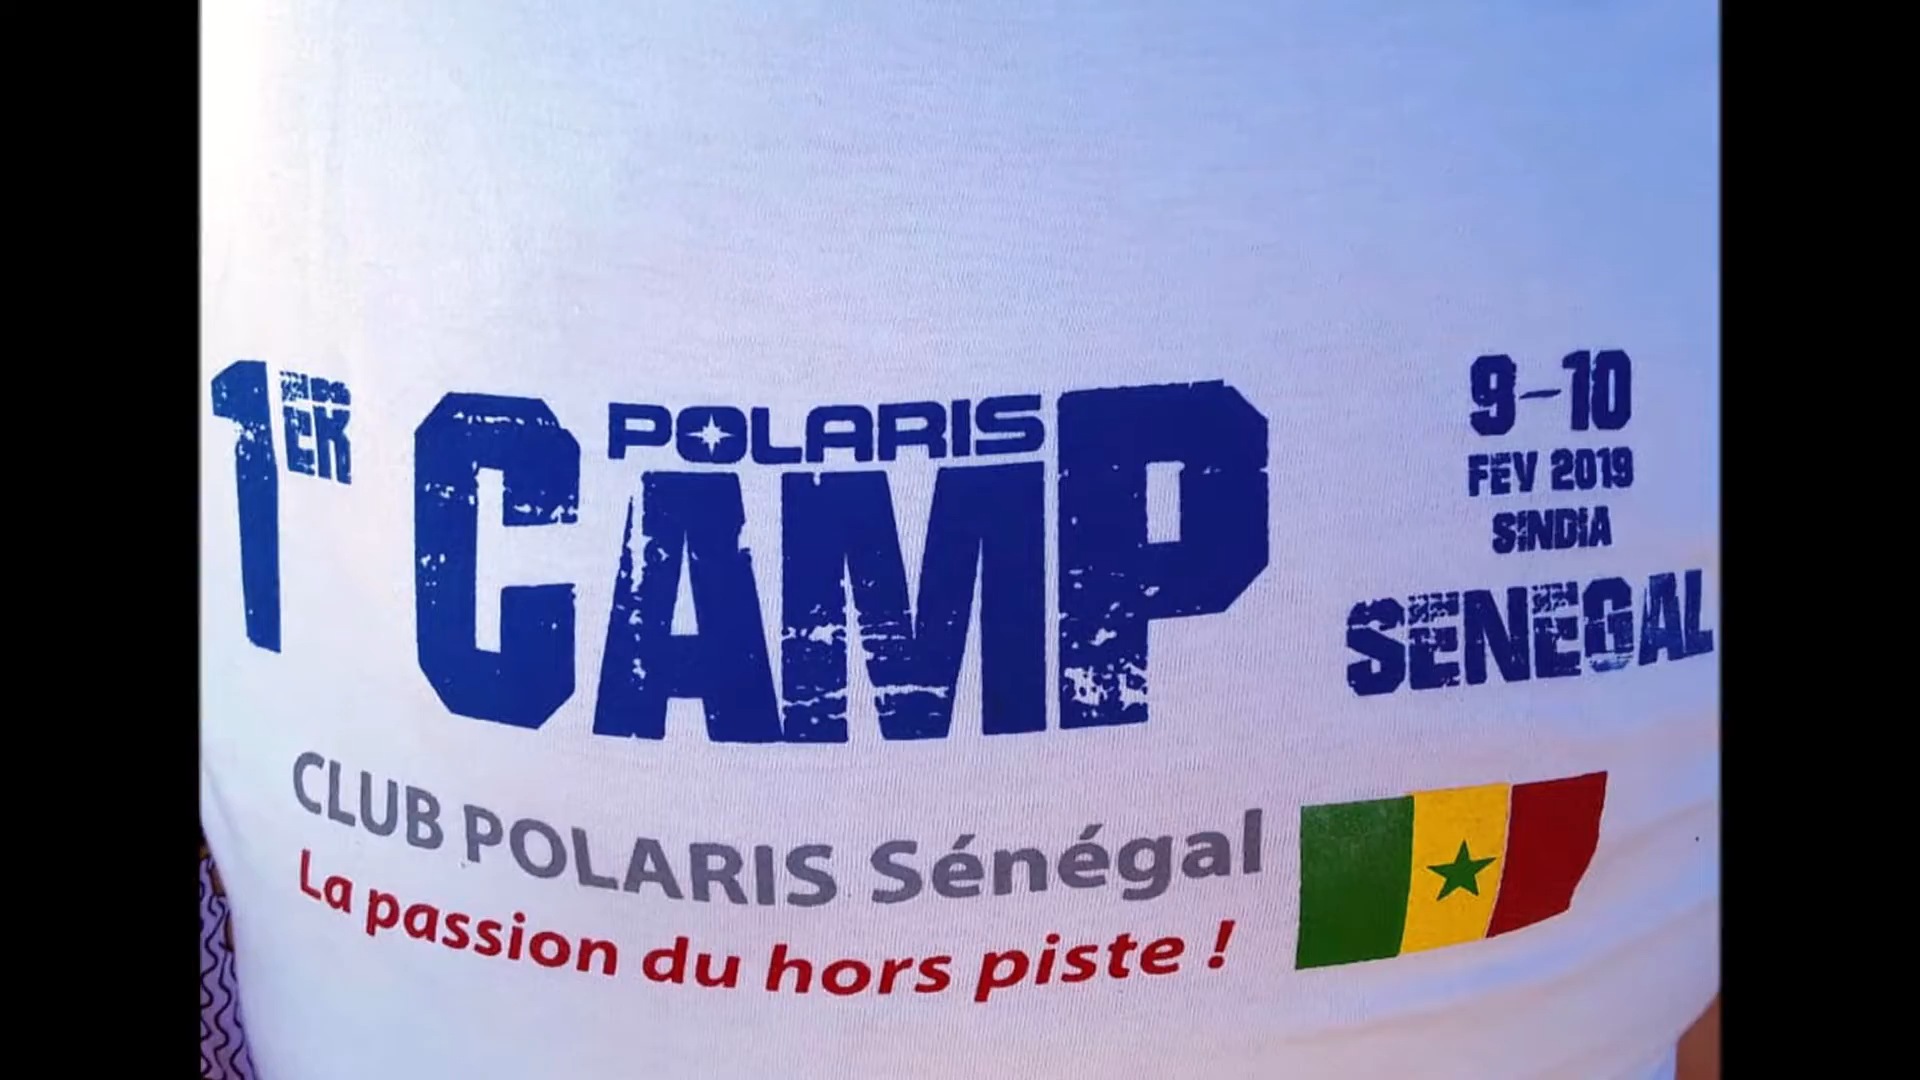 1ER POLARIS CAMP
9-10
FEV 2019
SINDIA
SENEGAL
CLUB POLARIS Sénégal
La passion du hors piste !